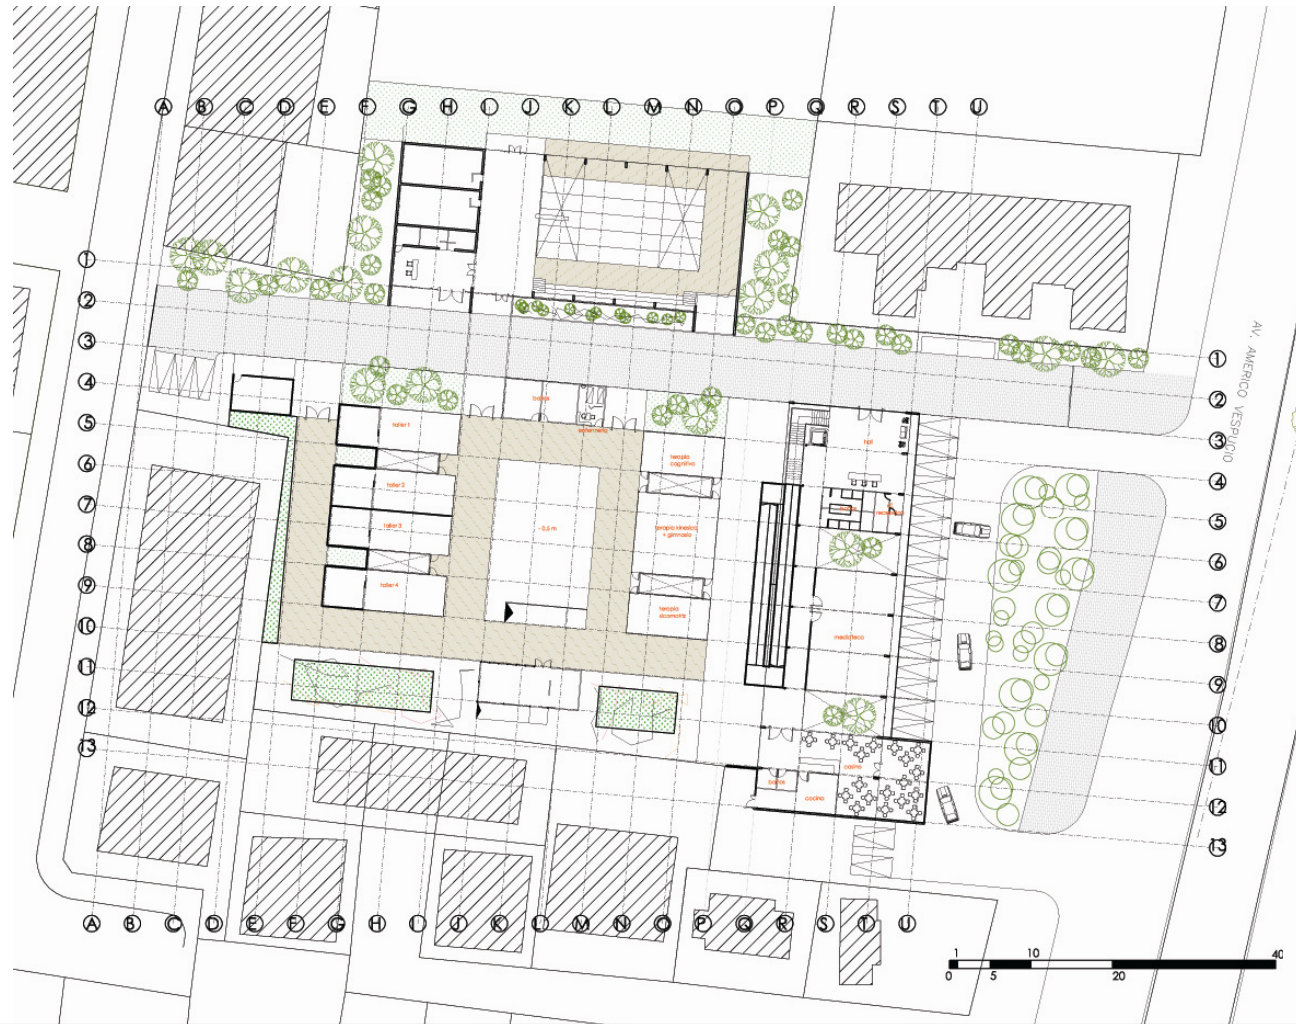 A B C D E F G H I J K L M N O P Q R S T U
1
2
3
4
5
6
7
8
9
10
11
12
13
1
2
3
4
5
6
7
8
9
10
11
12
13
AV. AMERICO VESPUCIO
baños
enfermeria
taller 1
taller 2
taller 3
taller 4
-0,5 m
terapia
cognitiva
terapia kinesica
+ gimnasio
terapia
sicomotriz
hall
mediateca
casino
baños
cocina
A B C D E F G H I J K L M N O P Q R S T U
1 10 40
0 5 20